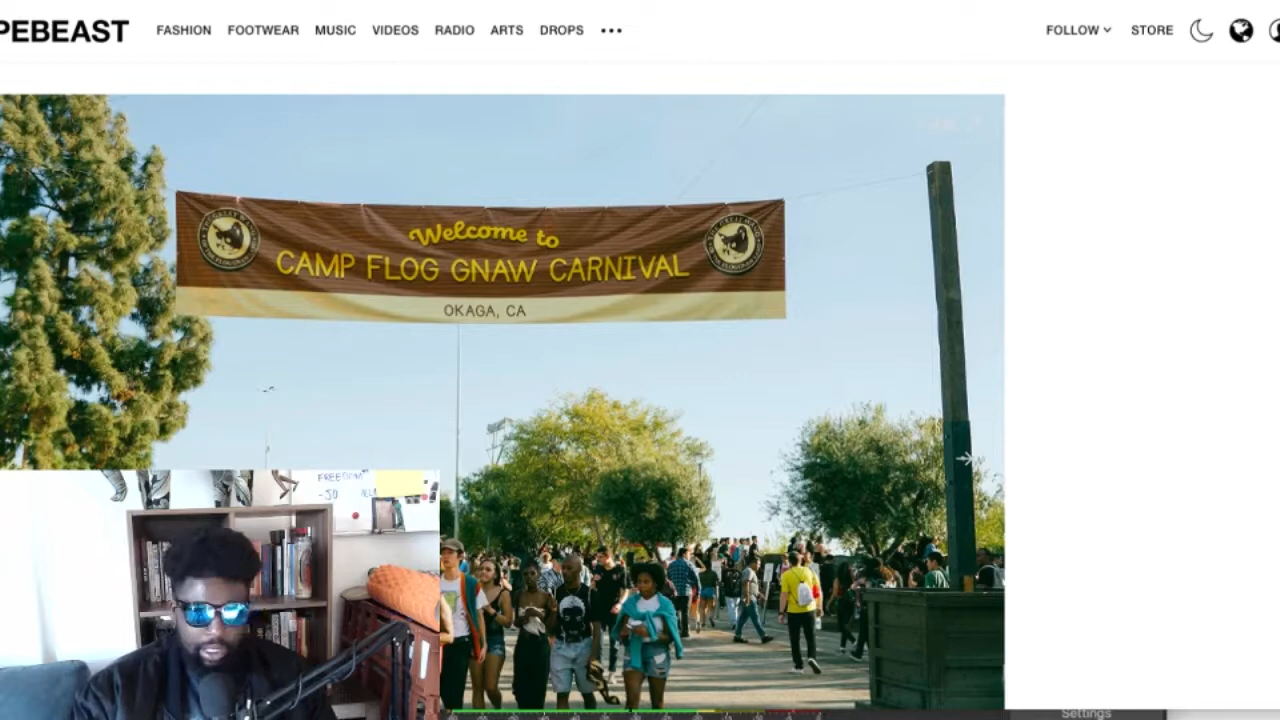 PEBEAST FASHION FOOTWEAR MUSIC VIDEOS RADIO ARTS DROPS ••• FOLLOW STORE
Welcome to
CAMP FLOG GNAW CARNIVAL
OKAGA, CA
FREEDOM"
Settings